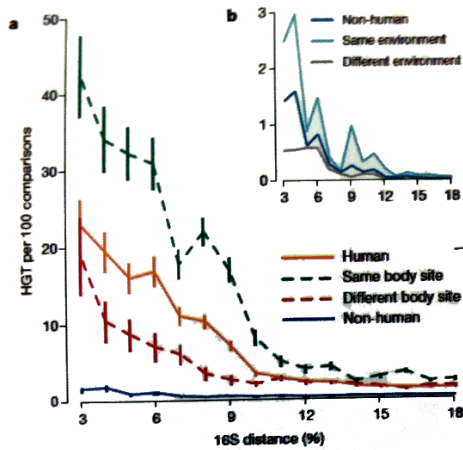 a
50
40
30
20
10
0
HGT per 100 comparisons
3
6
9
12
15
18
16S distance (%)
Human
Same body site
Different body site
Non-human
b
3
2
1
0
3
6
9
12
15
18
Non-human
Same environment
Different environment